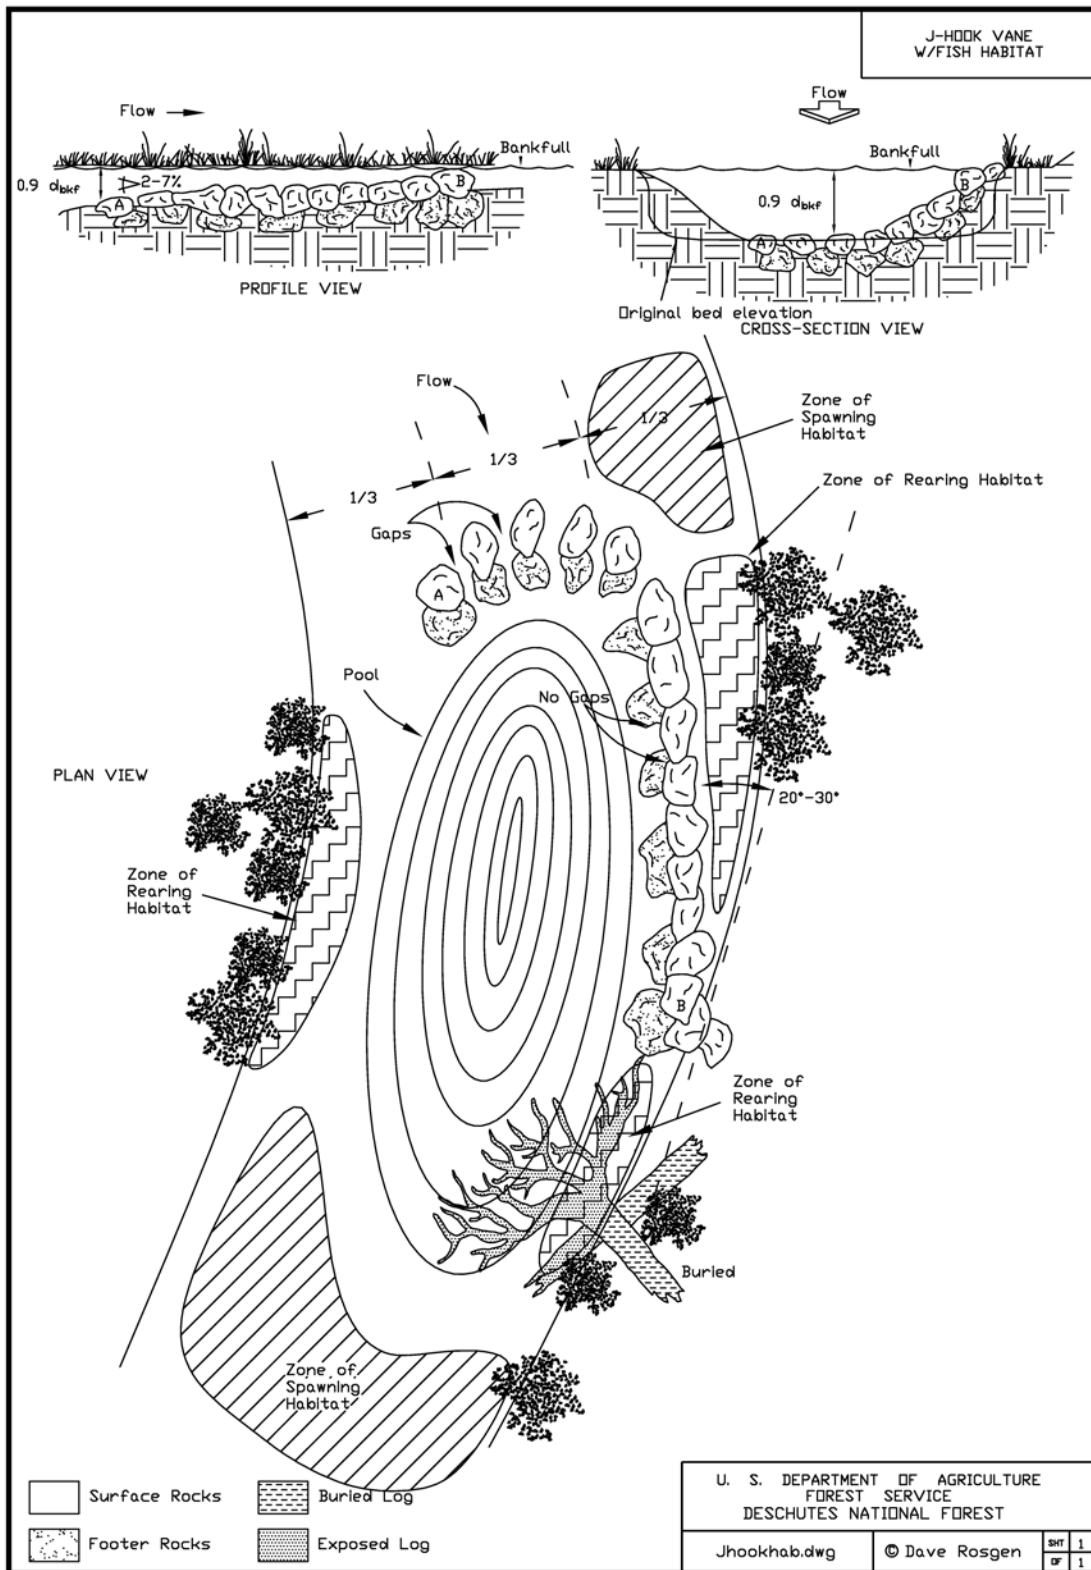 J-HOOK VANE
W/FISH HABITAT
Flow
Bankfull
0.9 dbkf
2-7%
A
B
PROFILE VIEW
Flow
Bankfull
0.9 dbkf
A
B
Original bed elevation
CROSS-SECTION VIEW
Flow
1/3
1/3
1/3
Zone of
Spawning
Habitat
Zone of Rearing Habitat
Gaps
A
Pool
No Gaps
PLAN VIEW
20°-30°
Zone of
Rearing
Habitat
B
Zone of
Rearing
Habitat
Buried
Zone of
Spawning
Habitat
Surface Rocks
Buried Log
Footer Rocks
Exposed Log
U. S. DEPARTMENT OF AGRICULTURE
FOREST SERVICE
DESCHUTES NATIONAL FOREST
Jhookhab.dwg
© Dave Rosgen
SHT 1
OF 1